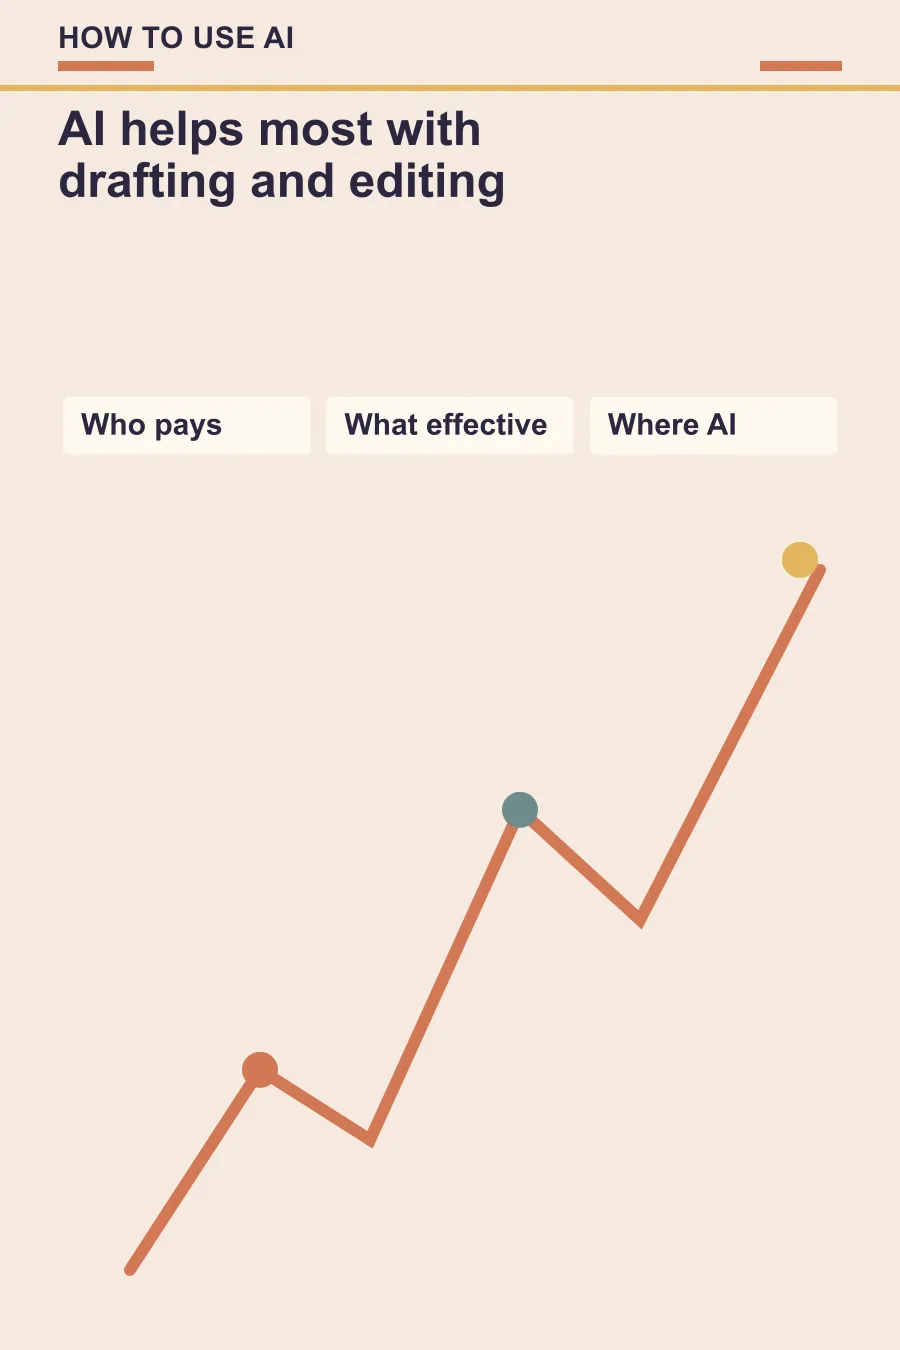 HOW TO USE AI
AI helps most with
drafting and editing
Who pays
What effective
Where AI